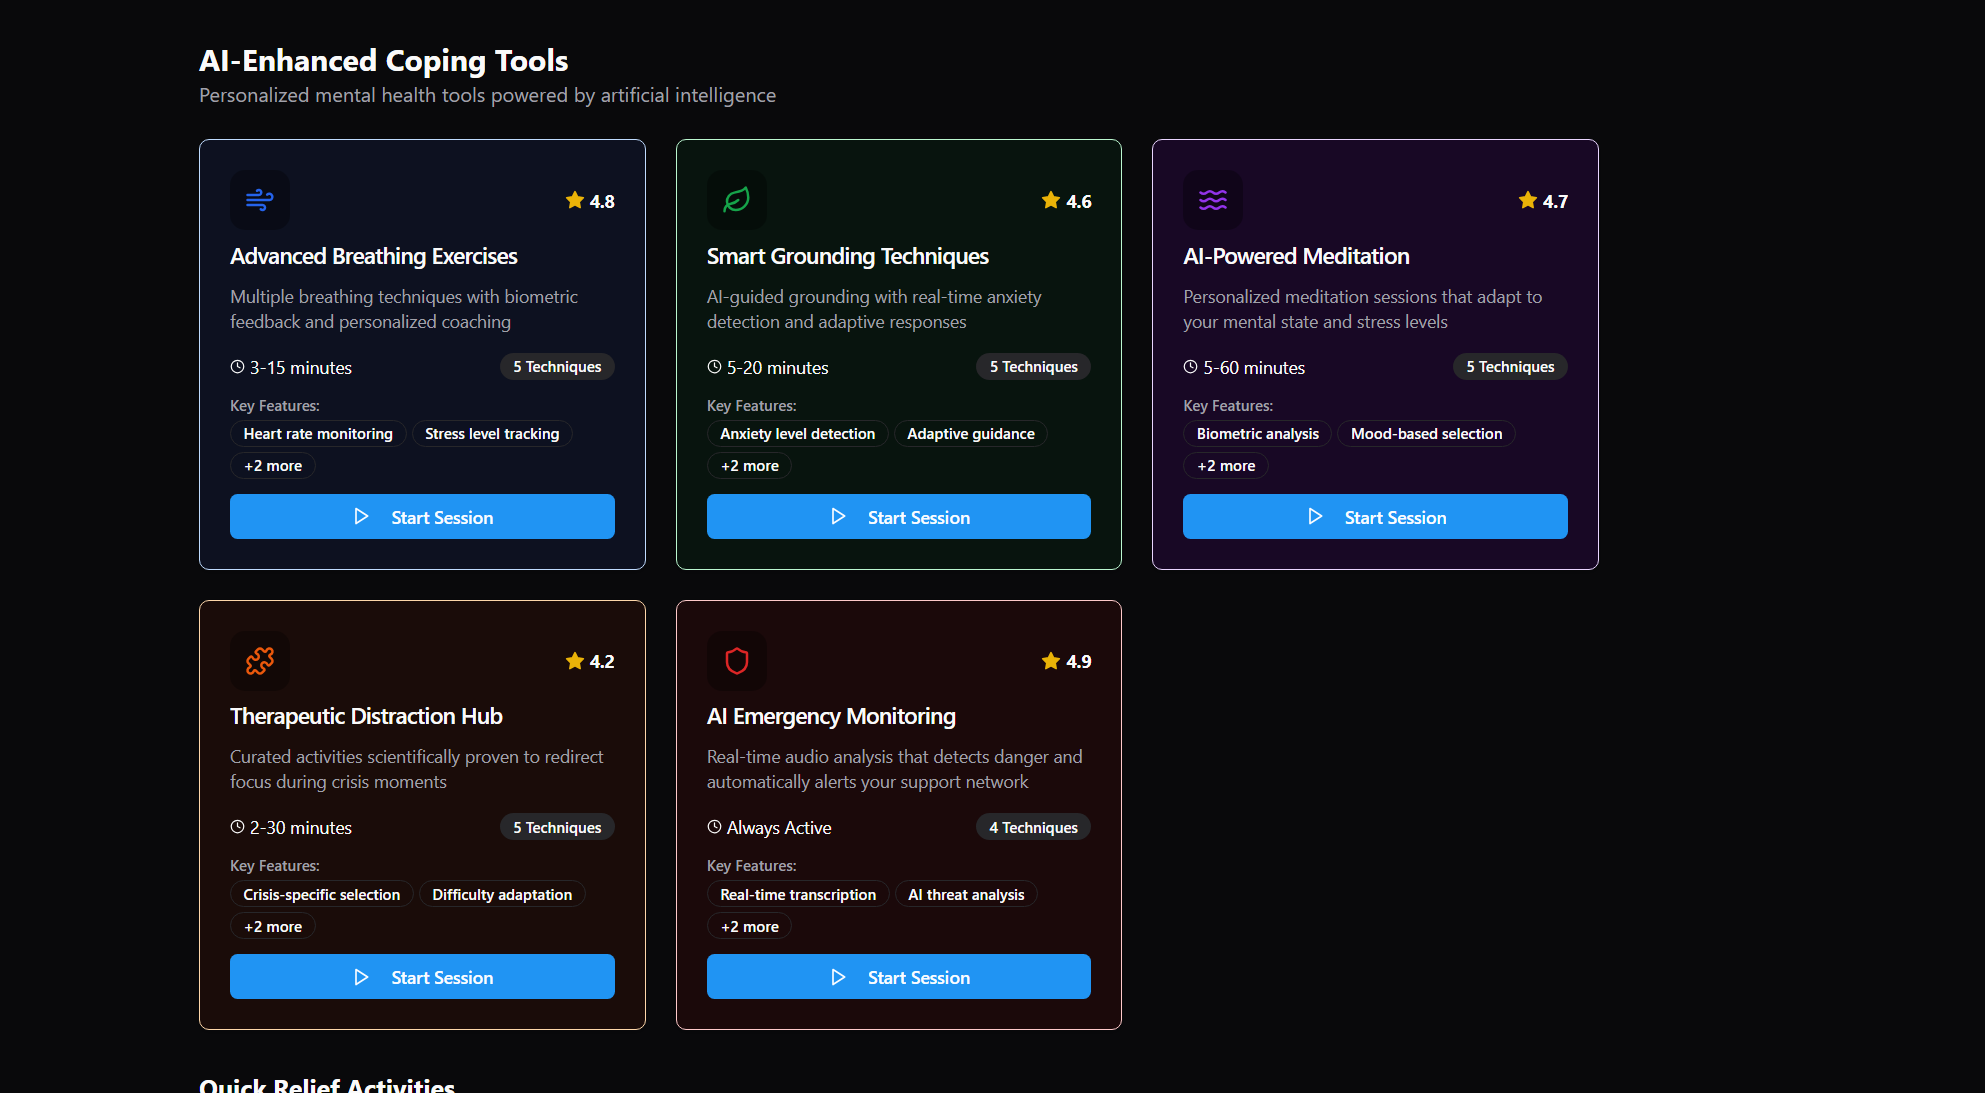 AI-Enhanced Coping Tools
Personalized mental health tools powered by artificial intelligence
4.8
Advanced Breathing Exercises
Multiple breathing techniques with biometric
feedback and personalized coaching
3-15 minutes
5 Techniques
Key Features:
Heart rate monitoring
Stress level tracking
+2 more
Start Session
4.6
Smart Grounding Techniques
AI-guided grounding with real-time anxiety
detection and adaptive responses
5-20 minutes
5 Techniques
Key Features:
Anxiety level detection
Adaptive guidance
+2 more
Start Session
4.7
AI-Powered Meditation
Personalized meditation sessions that adapt to
your mental state and stress levels
5-60 minutes
5 Techniques
Key Features:
Biometric analysis
Mood-based selection
+2 more
Start Session
4.2
Therapeutic Distraction Hub
Curated activities scientifically proven to redirect
focus during crisis moments
2-30 minutes
5 Techniques
Key Features:
Crisis-specific selection
Difficulty adaptation
+2 more
Start Session
4.9
AI Emergency Monitoring
Real-time audio analysis that detects danger and
automatically alerts your support network
Always Active
4 Techniques
Key Features:
Real-time transcription
AI threat analysis
+2 more
Start Session
Quick Relief Activities